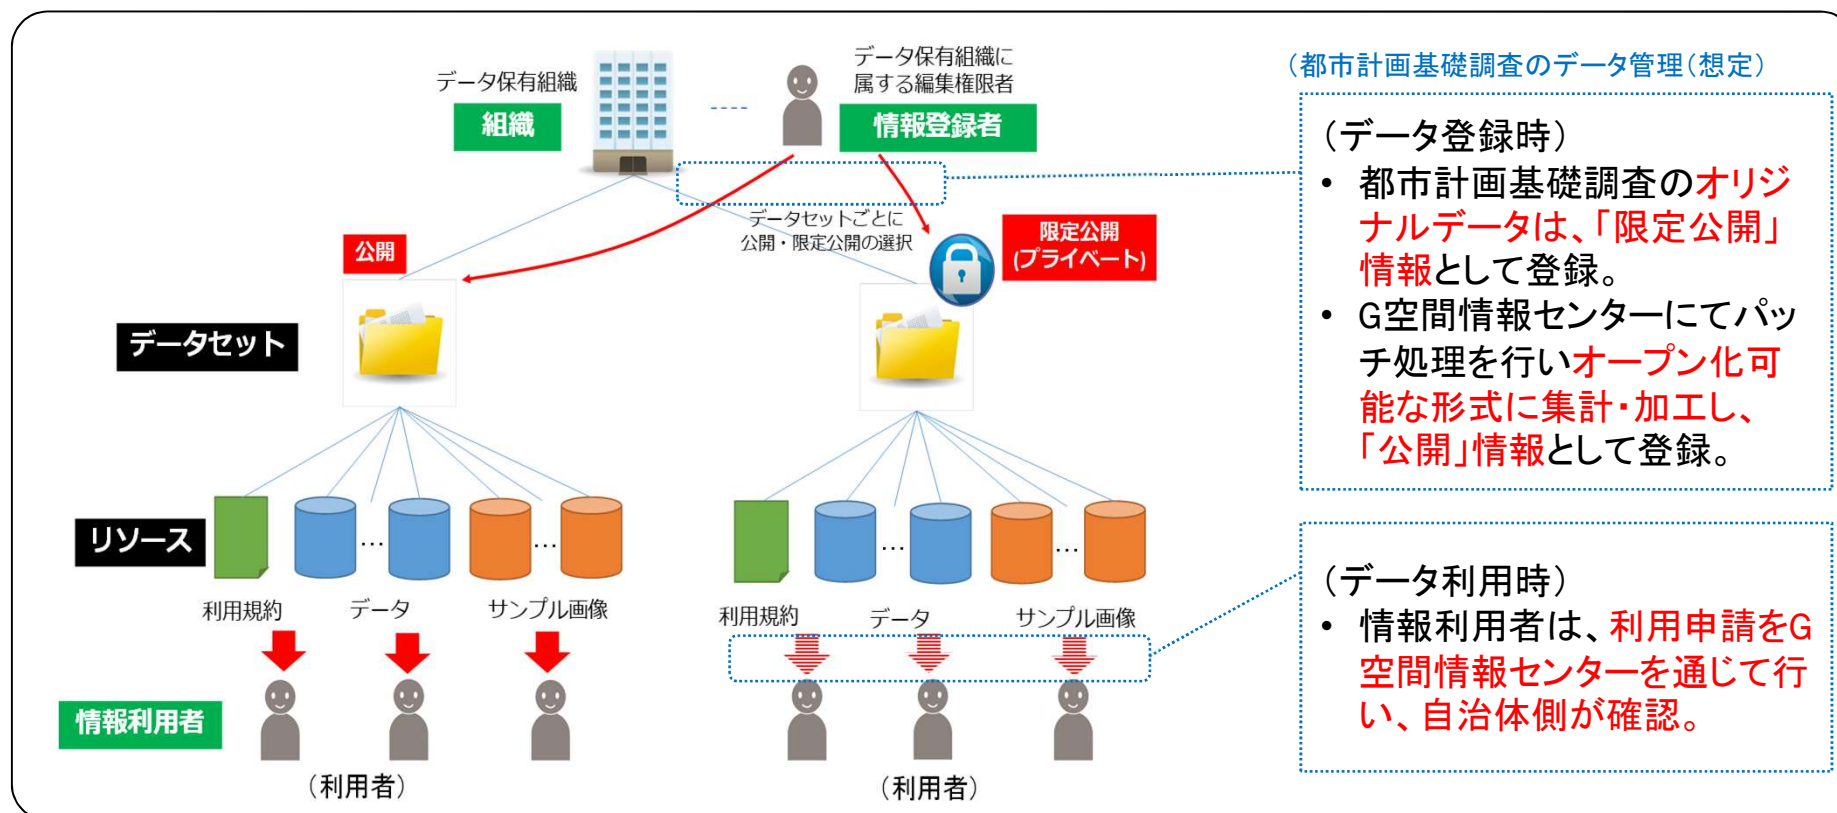 データ保有組織
組織
データ保有組織に
属する編集権限者
情報登録者
データセットごとに
公開・限定公開の選択
公開
限定公開
(プライベート)
データセット
リソース
…
…
…
…
利用規約
データ
サンプル画像
利用規約
データ
サンプル画像
情報利用者
（利用者）
（利用者）
（都市計画基礎調査のデータ管理（想定）
（データ登録時）
• 都市計画基礎調査のオリジ
ナルデータは、「限定公開」
情報として登録。
• G空間情報センターにてパッ
チ処理を行いオープン化可
能な形式に集計・加工し、
「公開」情報として登録。
（データ利用時）
• 情報利用者は、利用申請をG
空間情報センターを通じて行
い、自治体側が確認。